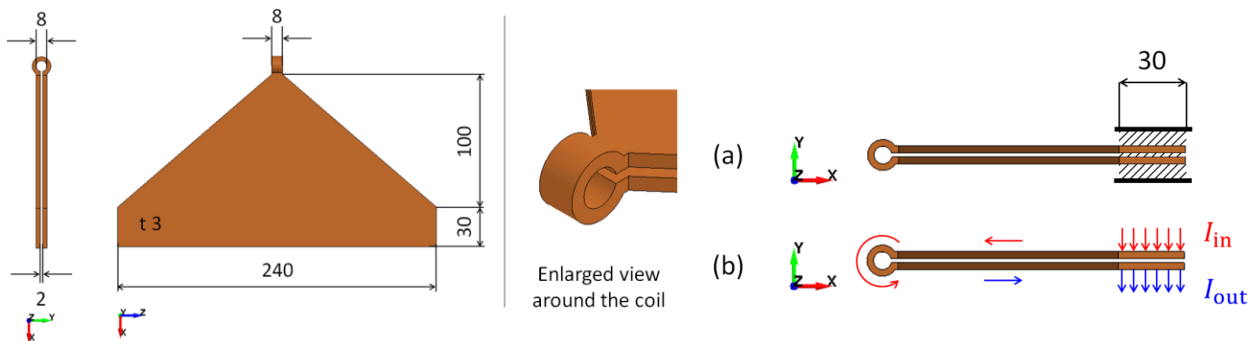 8
8
100
30
t 3
240
2
Z Y
X
Z
X
Enlarged view
around the coil
(a)
Y
Z X
30
(b)
Y
Z X
I_in
I_out